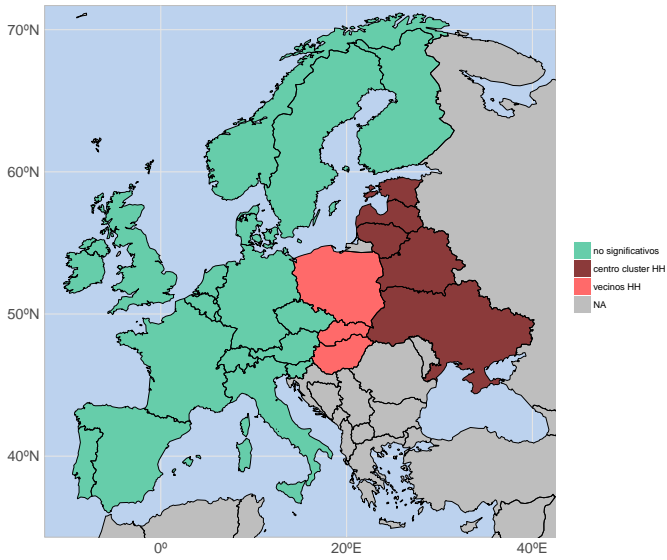 70ºN
60ºN
50ºN
40ºN
0º
20ºE
40ºE
no significativos
centro cluster HH
vecinos HH
NA